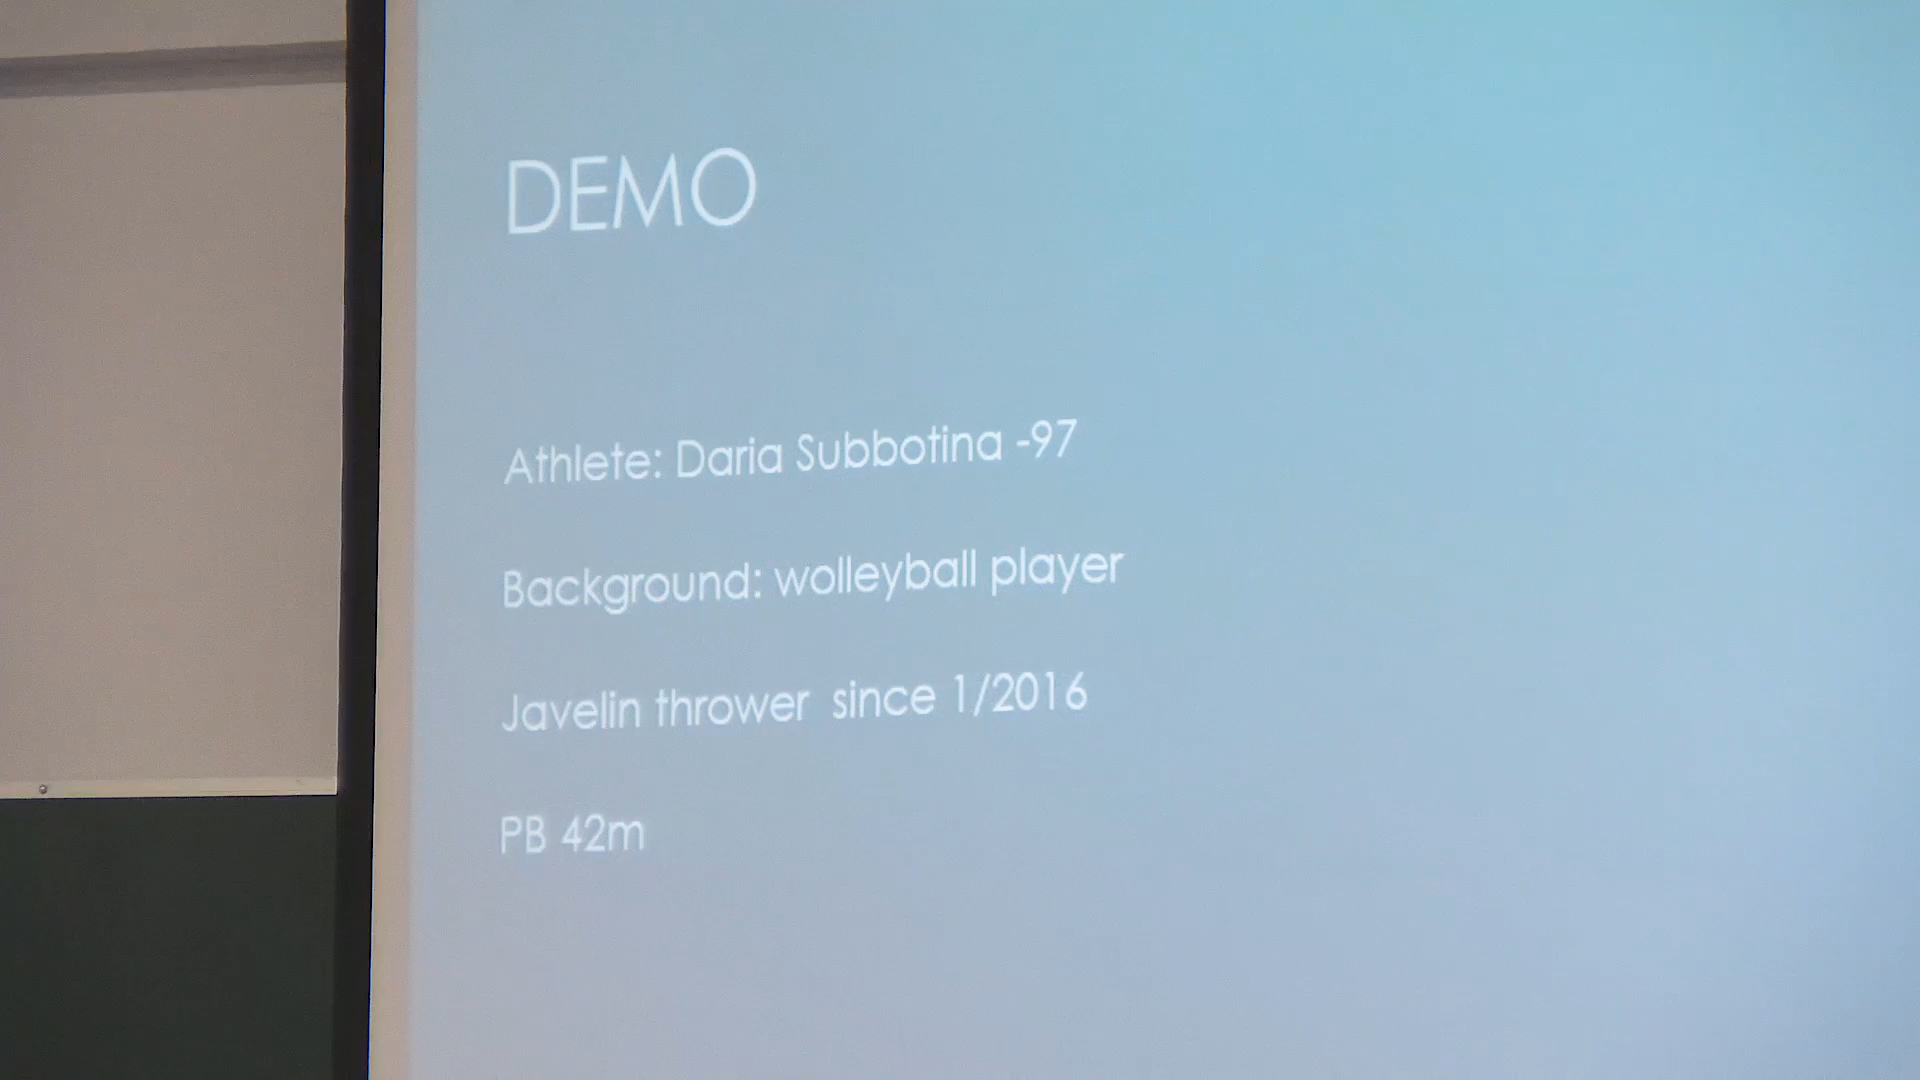 DEMO
Athlete: Daria Subbotina -97
Background: wolleyball player
Javelin thrower since 1/2016
PB 42m